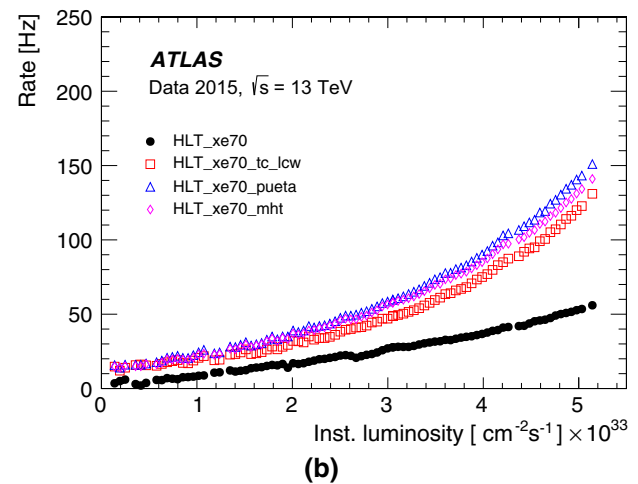 Rate [Hz]
250
200
150
100
50
0
ATLAS
Data 2015, √s = 13 TeV
HLT_xe70
HLT_xe70_tc_lcw
HLT_xe70_pueta
HLT_xe70_mht
0 1 2 3 4 5
Inst. luminosity [ cm⁻²s⁻¹] ×10³³
(b)